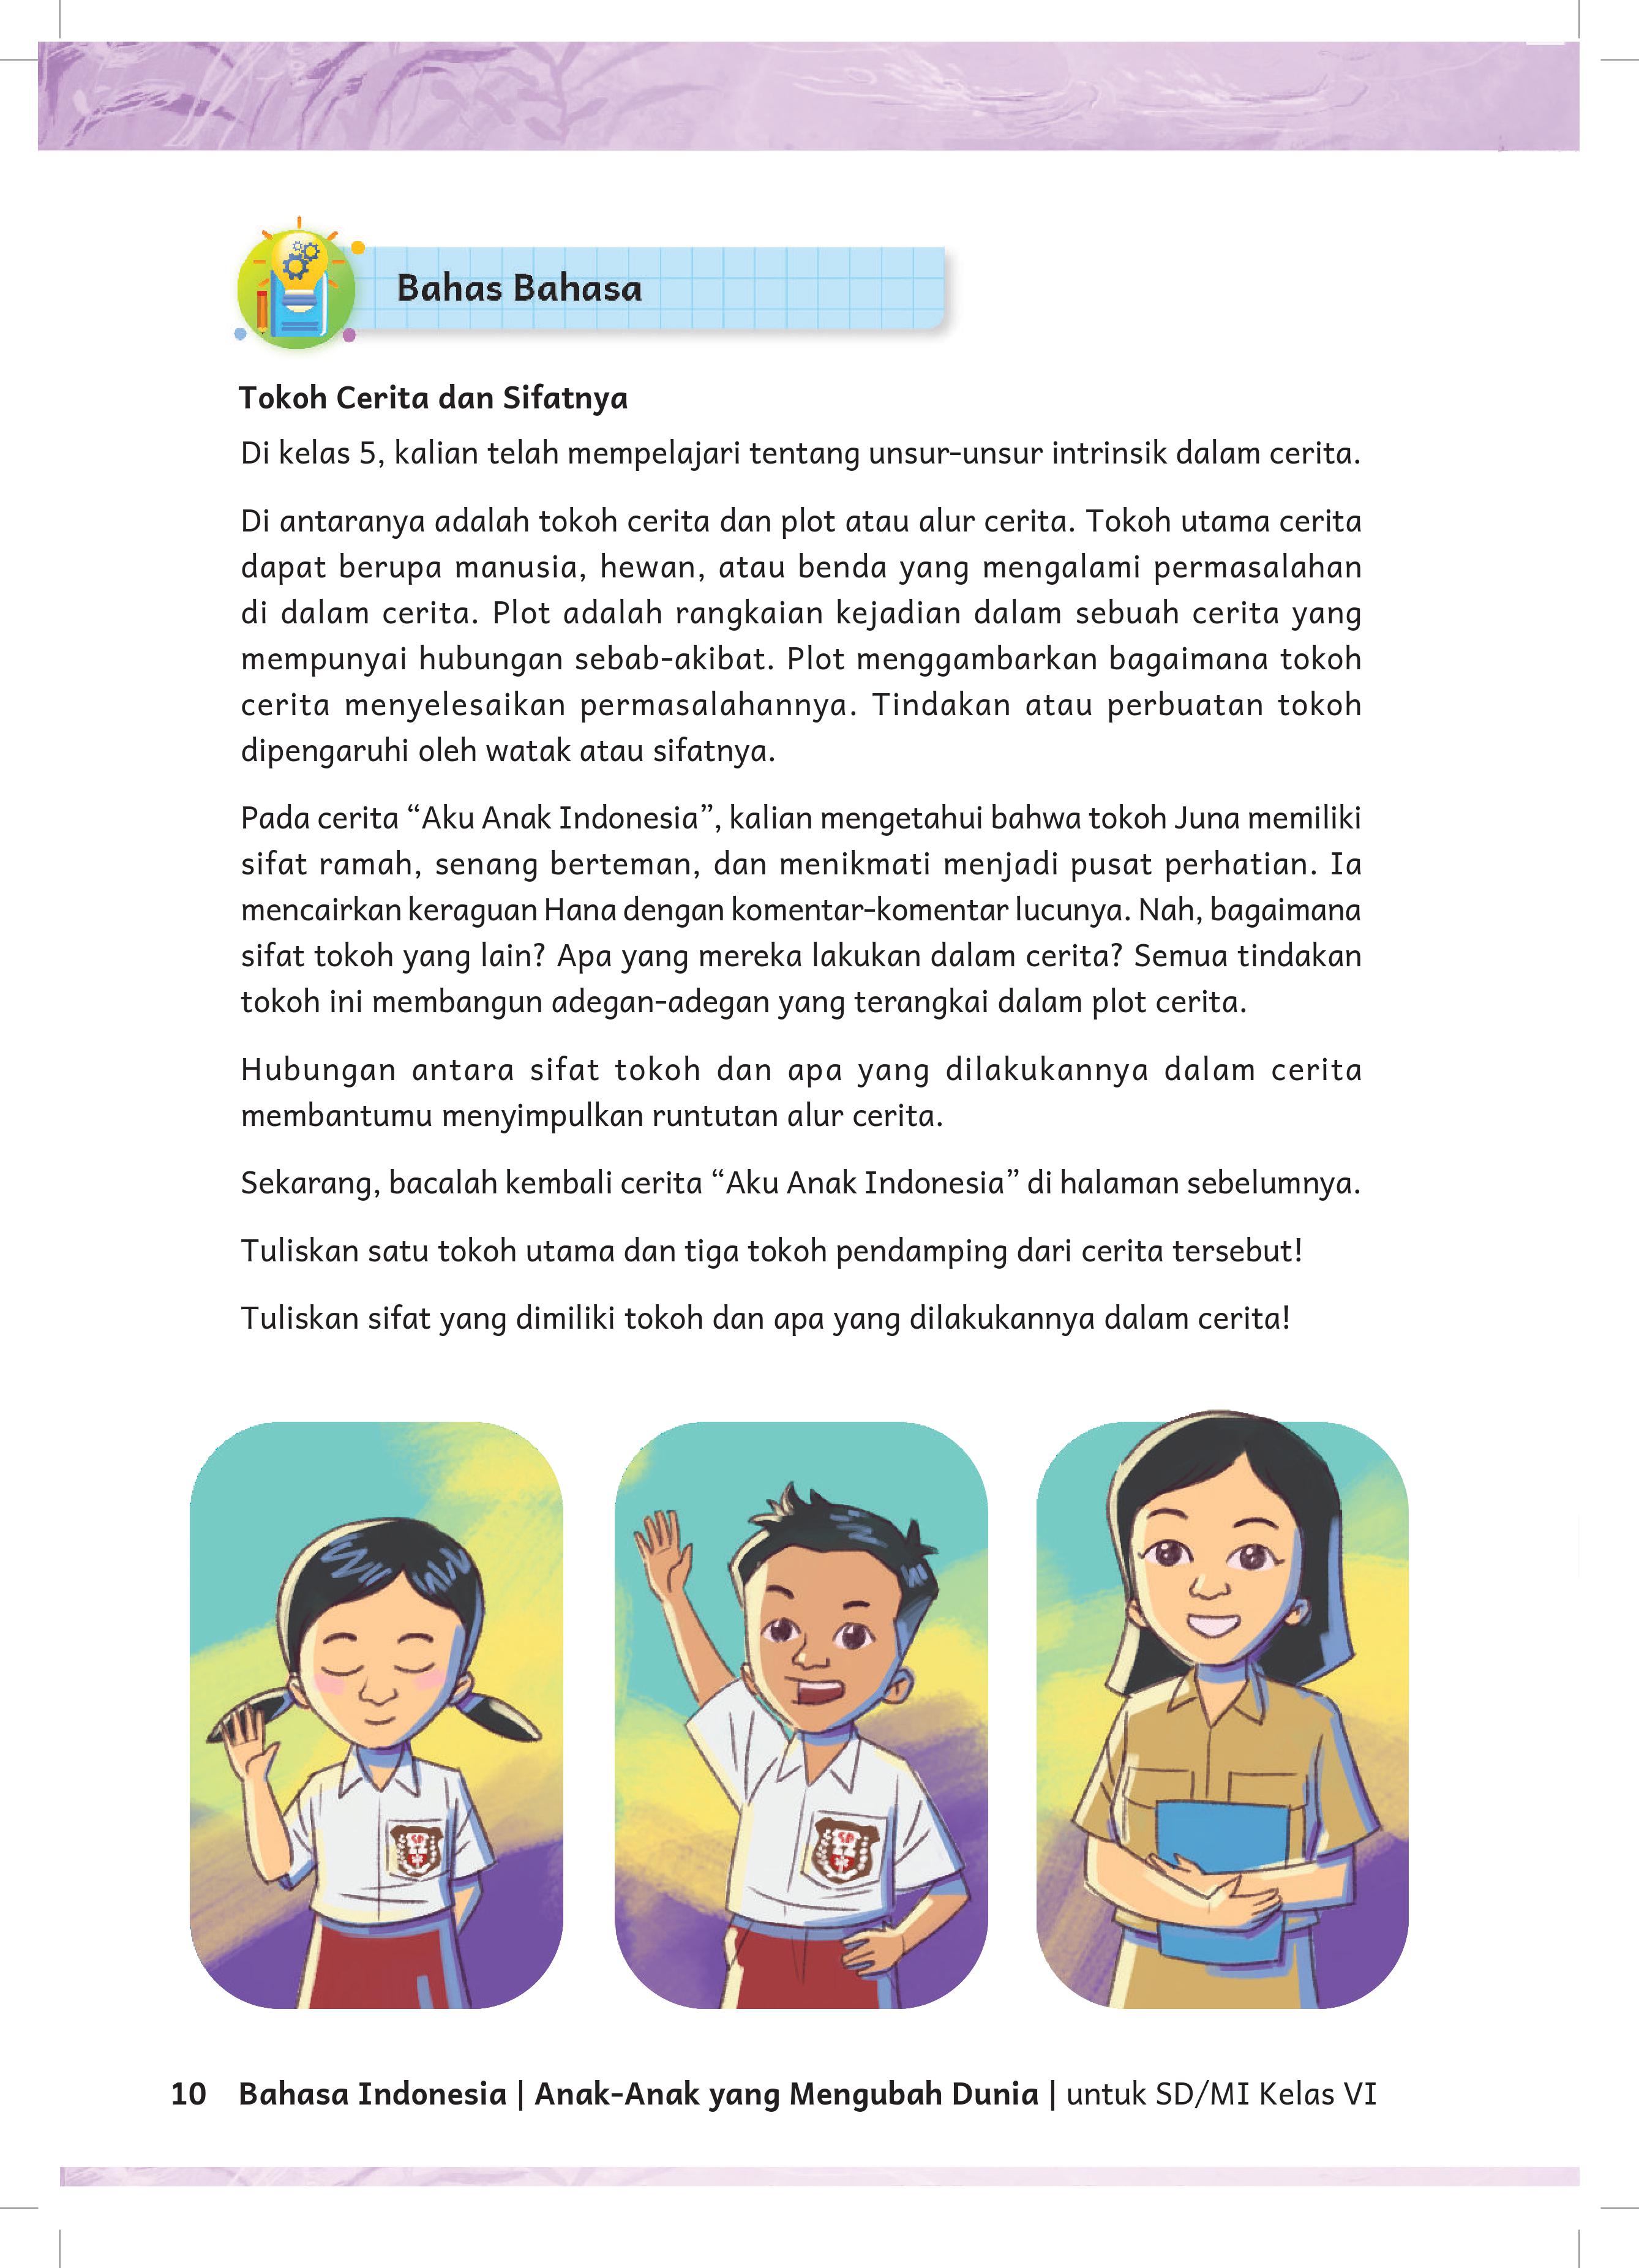 Bahas Bahasa
Tokoh Cerita dan Sifatnya
Di kelas 5, kalian telah mempelajari tentang unsur-unsur intrinsik dalam cerita.
Di antaranya adalah tokoh cerita dan plot atau alur cerita. Tokoh utama cerita
dapat berupa manusia, hewan, atau benda yang mengalami permasalahan
di dalam cerita. Plot adalah rangkaian kejadian dalam sebuah cerita yang
mempunyai hubungan sebab-akibat. Plot menggambarkan bagaimana tokoh
cerita menyelesaikan permasalahannya. Tindakan atau perbuatan tokoh
dipengaruhi oleh watak atau sifatnya.
Pada cerita “Aku Anak Indonesia”, kalian mengetahui bahwa tokoh Juna memiliki
sifat ramah, senang berteman, dan menikmati menjadi pusat perhatian. Ia
mencairkan keraguan Hana dengan komentar-komentar lucunya. Nah, bagaimana
sifat tokoh yang lain? Apa yang mereka lakukan dalam cerita? Semua tindakan
tokoh ini membangun adegan-adegan yang terangkai dalam plot cerita.
Hubungan antara sifat tokoh dan apa yang dilakukannya dalam cerita
membantumu menyimpulkan runtutan alur cerita.
Sekarang, bacalah kembali cerita “Aku Anak Indonesia” di halaman sebelumnya.
Tuliskan satu tokoh utama dan tiga tokoh pendamping dari cerita tersebut!
Tuliskan sifat yang dimiliki tokoh dan apa yang dilakukannya dalam cerita!
10 Bahasa Indonesia | Anak-Anak yang Mengubah Dunia | untuk SD/MI Kelas VI